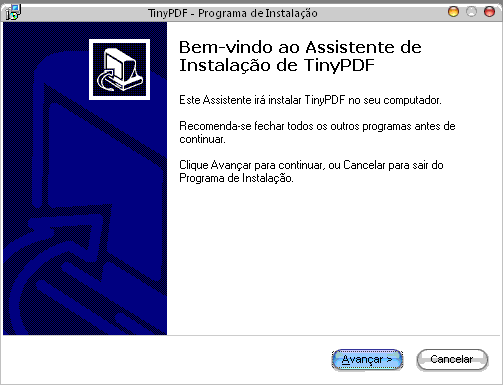 TinyPDF - Programa de Instalação
Bem-vindo ao Assistente de
Instalação de TinyPDF
Este Assistente irá instalar TinyPDF no seu computador.
Recomenda-se fechar todos os outros programas antes de
continuar.
Clique Avançar para continuar, ou Cancelar para sair do
Programa de Instalação.
Avançar >
Cancelar